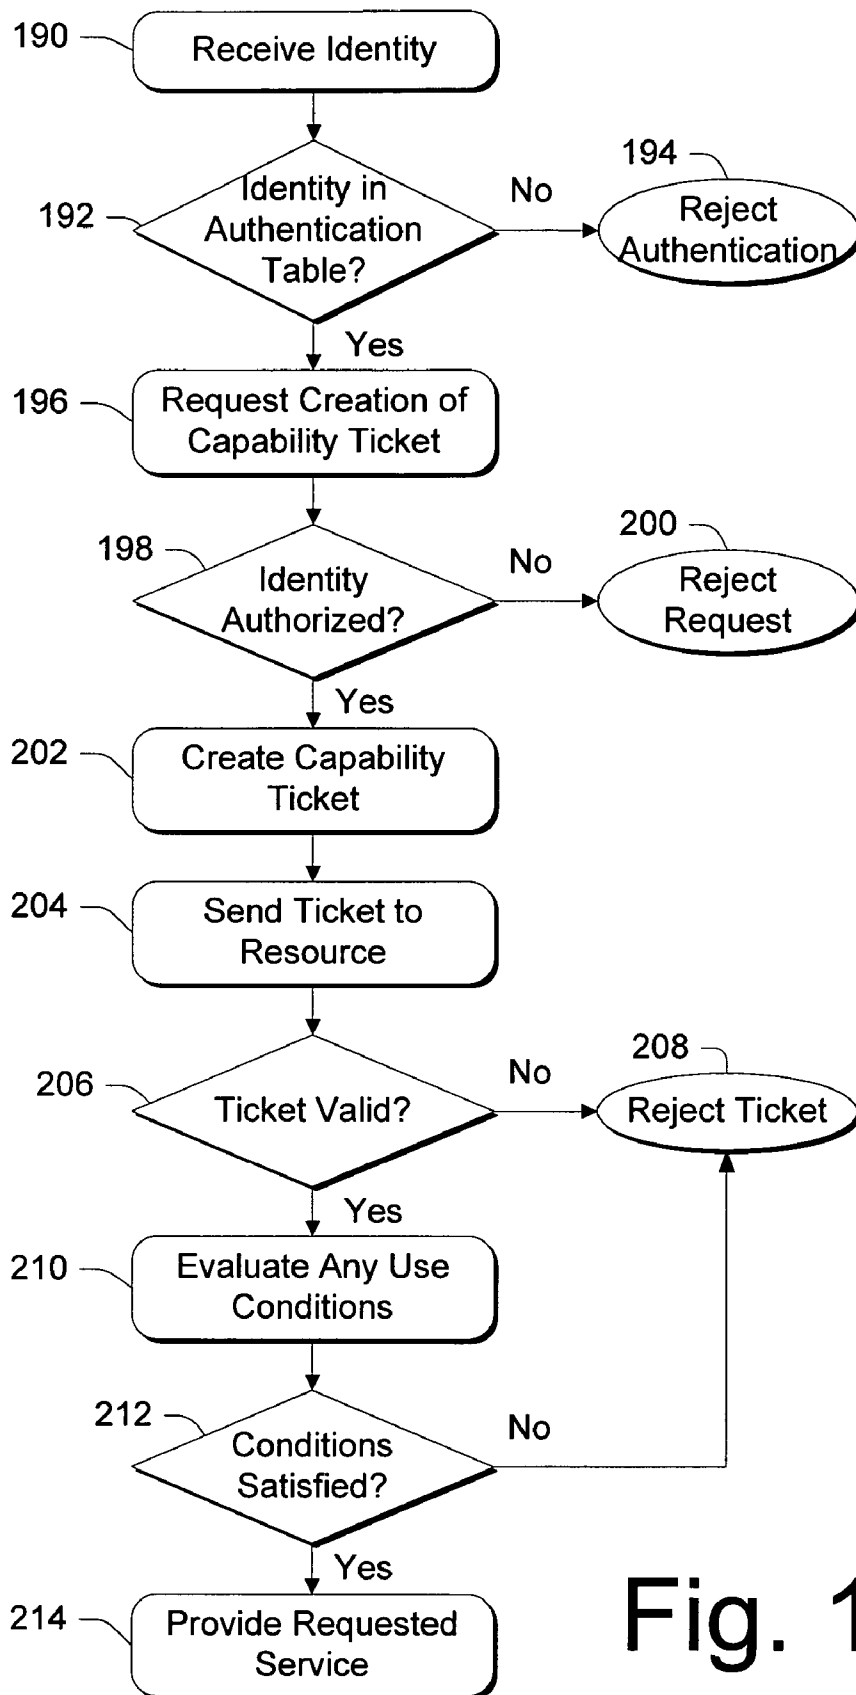 190
Receive Identity
192
Identity in
Authentication
Table?
No
194
Reject
Authentication
Yes
196
Request Creation of
Capability Ticket
198
Identity
Authorized?
No
200
Reject
Request
Yes
202
Create Capability
Ticket
204
Send Ticket to
Resource
206
Ticket Valid?
No
208
Reject Ticket
Yes
210
Evaluate Any Use
Conditions
212
Conditions
Satisfied?
No
Yes
214
Provide Requested
Service
Fig. 1